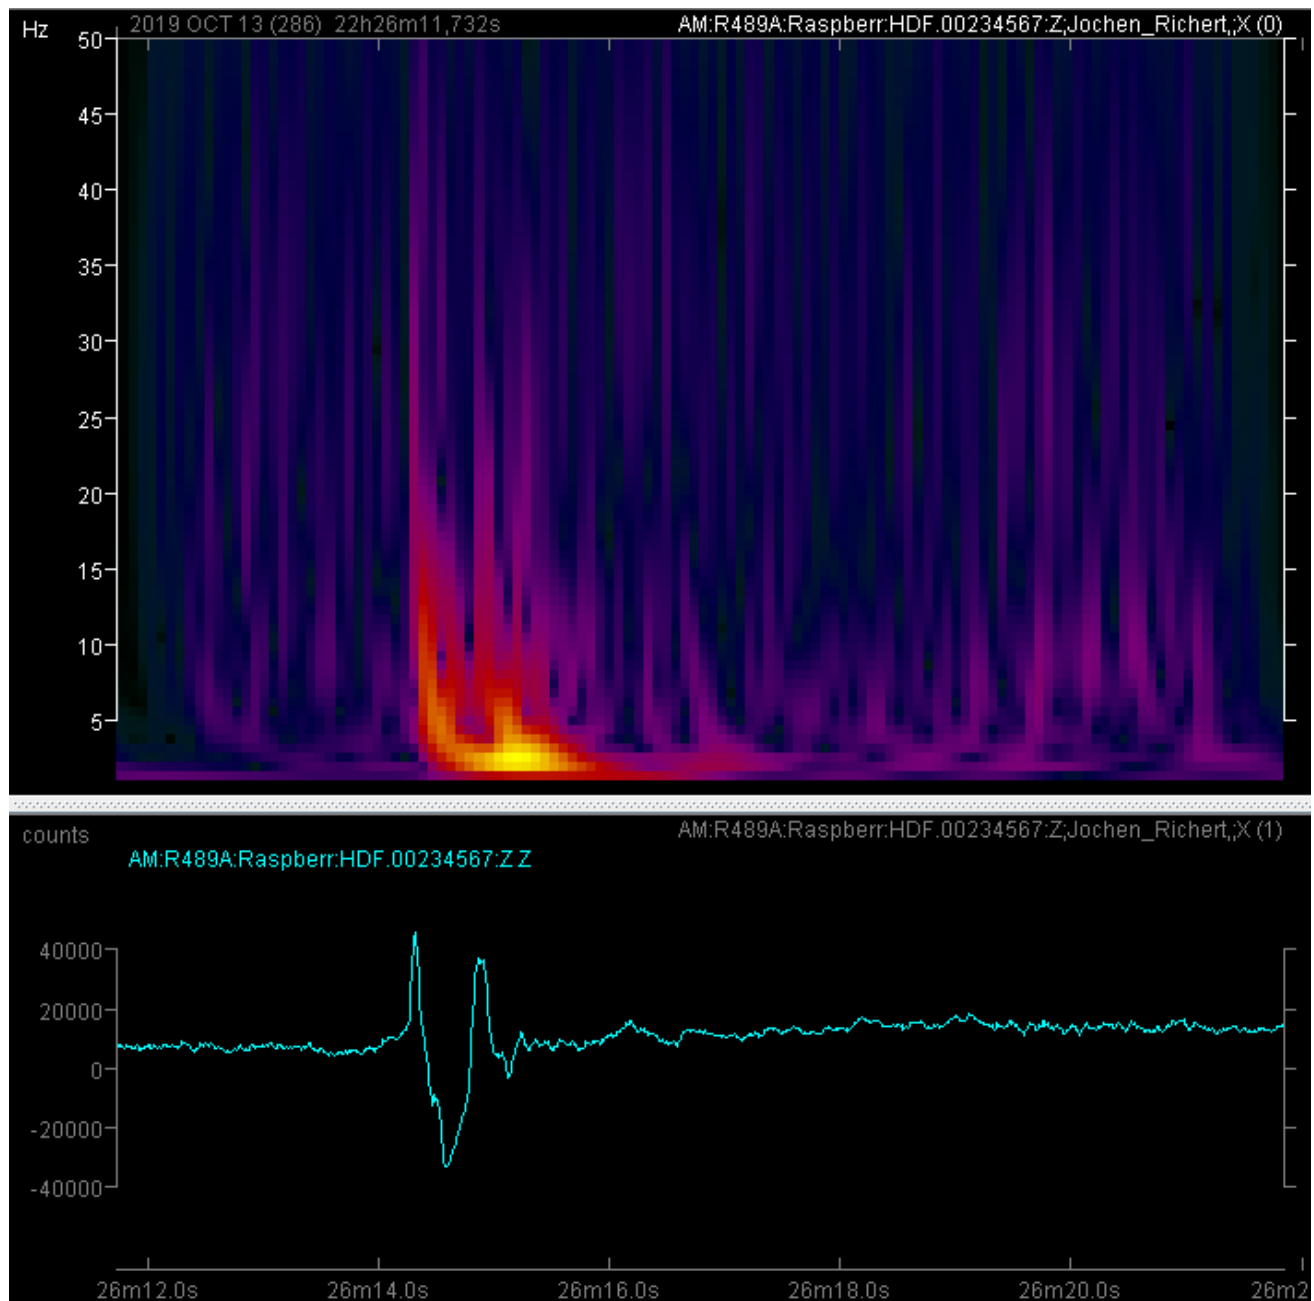 Hz
2019 OCT 13 (286) 22h26m11,732s
AM:R489A:Raspberr:HDF.00234567:Z;Jochen_Richert,;X (0)
50
45
40
35
30
25
20
15
10
5
counts
AM:R489A:Raspberr:HDF.00234567:Z;Jochen_Richert,;X (1)
AM:R489A:Raspberr:HDF.00234567:Z Z
40000
20000
0
-20000
-40000
26m12.0s 26m14.0s 26m16.0s 26m18.0s 26m20.0s 26m2